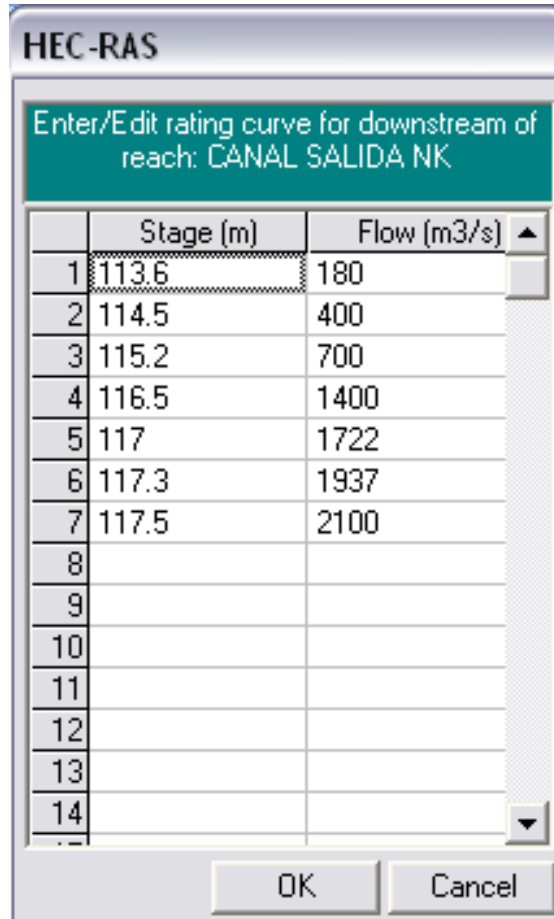 HEC-RAS
Enter/Edit rating curve for downstream of
reach: CANAL SALIDA NK
Stage (m) Flow (m3/s)
1 113.6 180
2 114.5 400
3 115.2 700
4 116.5 1400
5 117 1722
6 117.3 1937
7 117.5 2100
8
9
10
11
12
13
14
OK Cancel